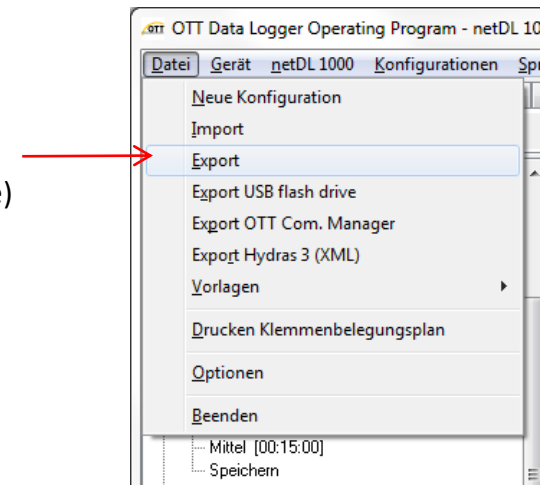 OTT Data Logger Operating Program - netDL 10
Datei Gerät netDL 1000 Konfigurationen Spr
Neue Konfiguration
Import
Export
e)
Export USB flash drive
Export OTT Com. Manager
Export Hydras 3 (XML)
Vorlagen
Drucken Klemmenbelegungsplan
Optionen
Beenden
Mittel [00:15:00]
Speichern